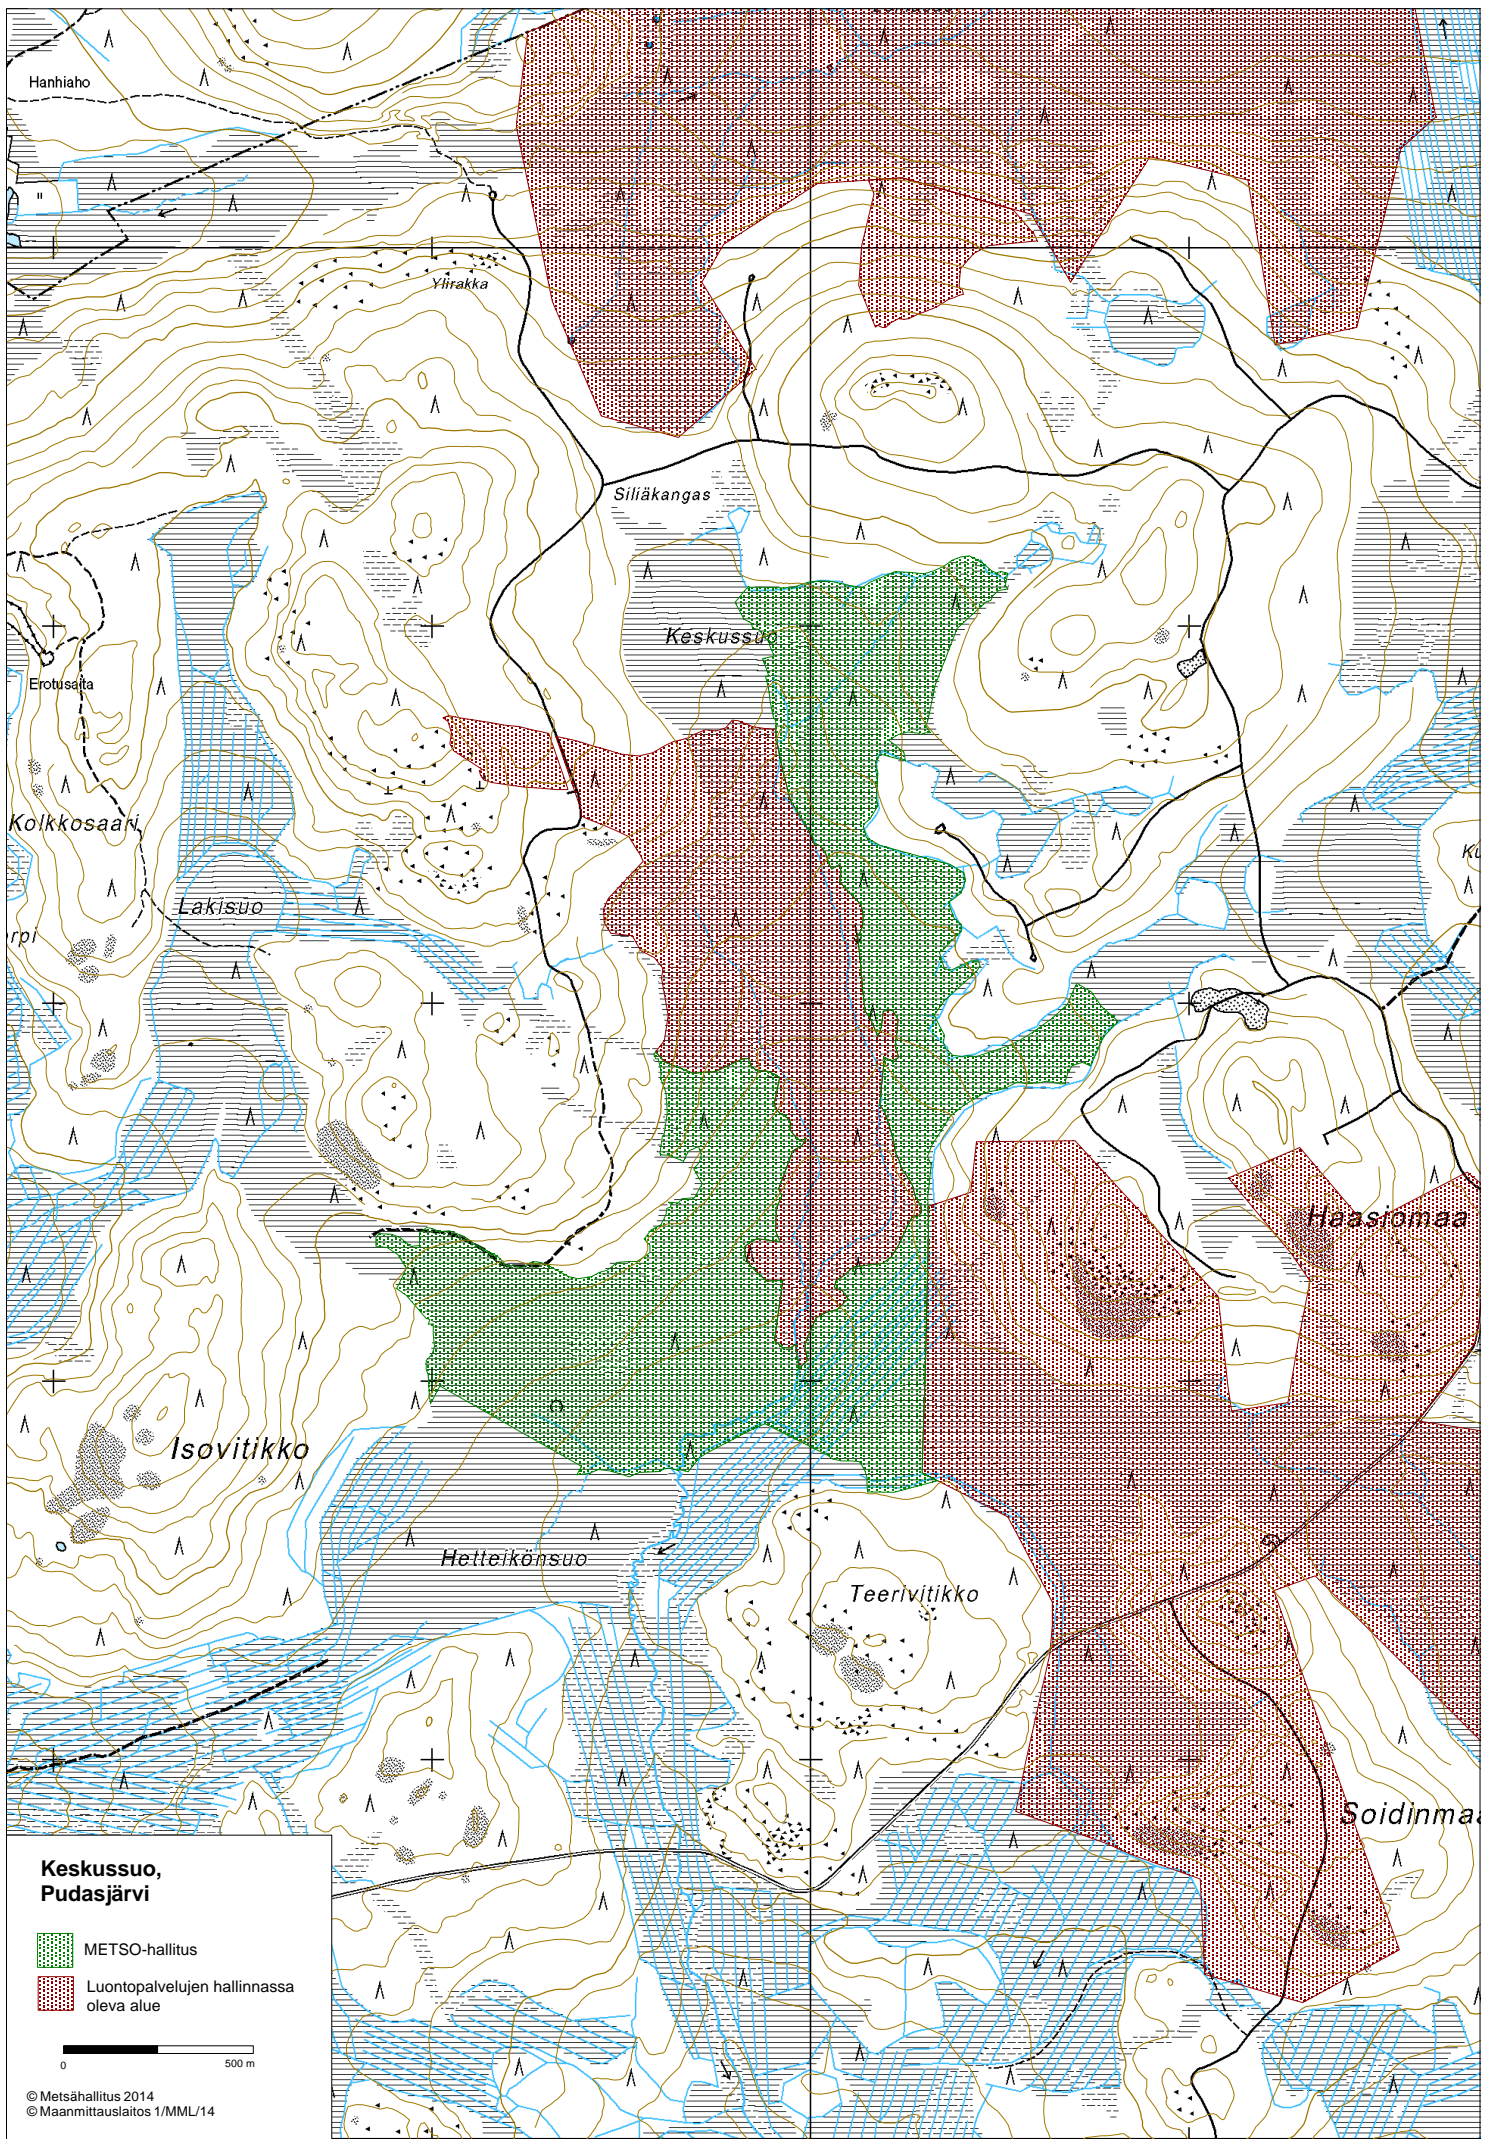 Hanhiaho
Ylirakka
Siliäkangas
Keskussuo
Erotusaita
Kolkkosaari
Ku
Lakisuo
rpi
Haasiomaa
Isovitikko
Hetteikönsuo
Teerivitikko
Soidinmaa
Keskussuo,
Pudasjärvi
METSO-hallitus
Luontopalvelujen hallinnassa
oleva alue
0 500 m
© Metsähallitus 2014
© Maanmittauslaitos 1/MML/14